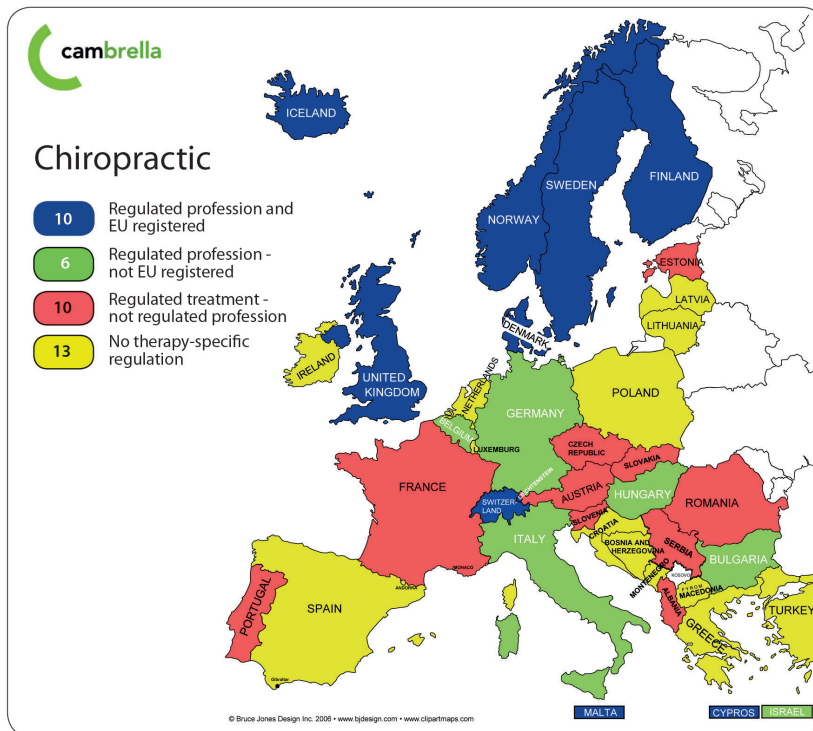 cambrella
Chiropractic
10 Regulated profession and
EU registered
6 Regulated profession -
not EU registered
10 Regulated treatment -
not regulated profession
13 No therapy-specific
regulation
ICELAND
NORWAY
SWEDEN
FINLAND
ESTONIA
LATVIA
LITHUANIA
DENMARK
IRELAND
UNITED
KINGDOM
NETHERLANDS
BELGIUM
LUXEMBURG
GERMANY
POLAND
CZECH
REPUBLIC
SLOVAKIA
LIECHTENSTEIN
FRANCE
SWITZER-
LAND
AUSTRIA
HUNGARY
ROMANIA
SLOVENIA
CROATIA
ITALY
BOSNIA AND
HERZEGOVINA
SERBIA
MONTENEGRO
KOSOVO
BULGARIA
FYROM
MACEDONIA
ALBANIA
GREECE
TURKEY
MONACO
ANDORRA
PORTUGAL
SPAIN
Gibraltar
MALTA
CYPROS
ISRAEL
© Bruce Jones Design Inc. 2006 • www.bjdesign.com • www.clipartmaps.com